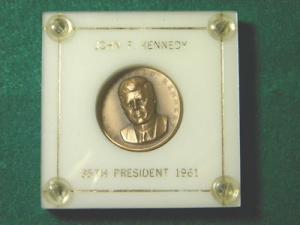 JOHN F. KENNEDY
35TH PRESIDENT 1961